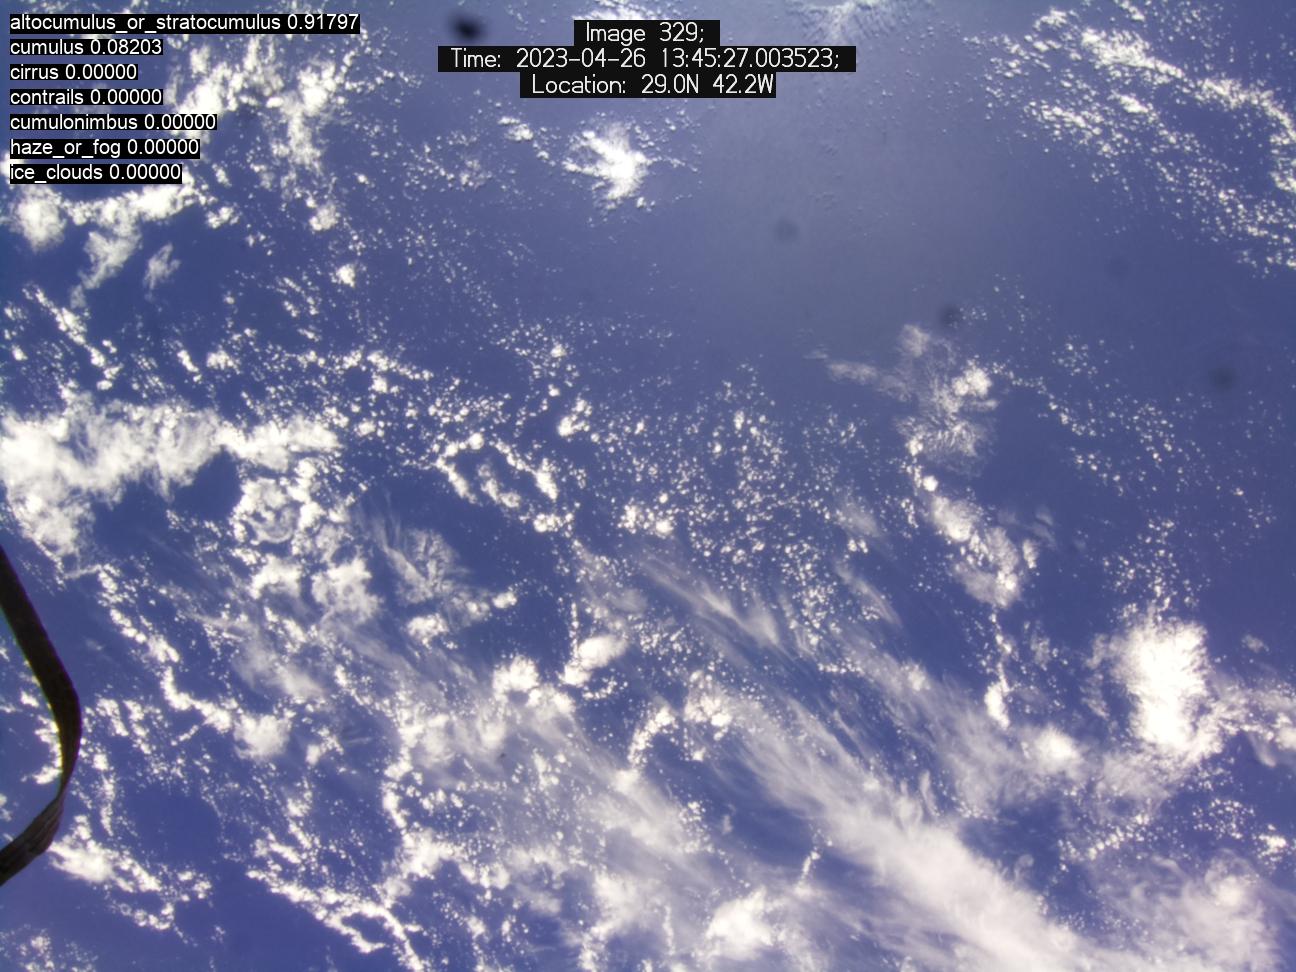 altocumulus_or_stratocumulus 0.91797
cumulus 0.08203
cirrus 0.00000
contrails 0.00000
cumulonimbus 0.00000
haze_or_fog 0.00000
ice_clouds 0.00000
Image 329;
Time: 2023-04-26 13:45:27.003523;
Location: 29.0N 42.2W